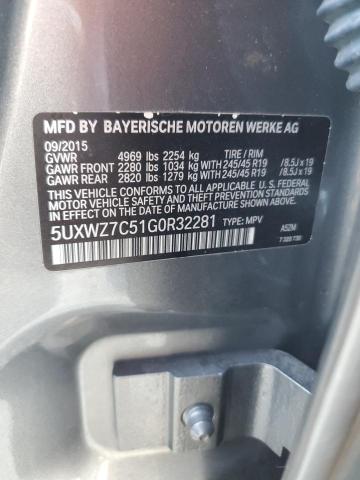 MFD BY BAYERISCHE MOTOREN WERKE AG
09/2015
GVWR 4969 lbs 2254 kg TIRE / RIM
GAWR FRONT 2280 lbs 1034 kg WITH 245/45 R19 / 8.5J x 19
GAWR REAR 2820 lbs 1279 kg WITH 245/45 R19 / 8.5J x 19
THIS VEHICLE CONFORMS TO ALL APPLICABLE U.S. FEDERAL
MOTOR VEHICLE SAFETY STANDARDS IN EFFECT ON THE
DATE OF MANUFACTURE SHOWN ABOVE.
5UXWZ7C51G0R32281 TYPE: MPV A52M